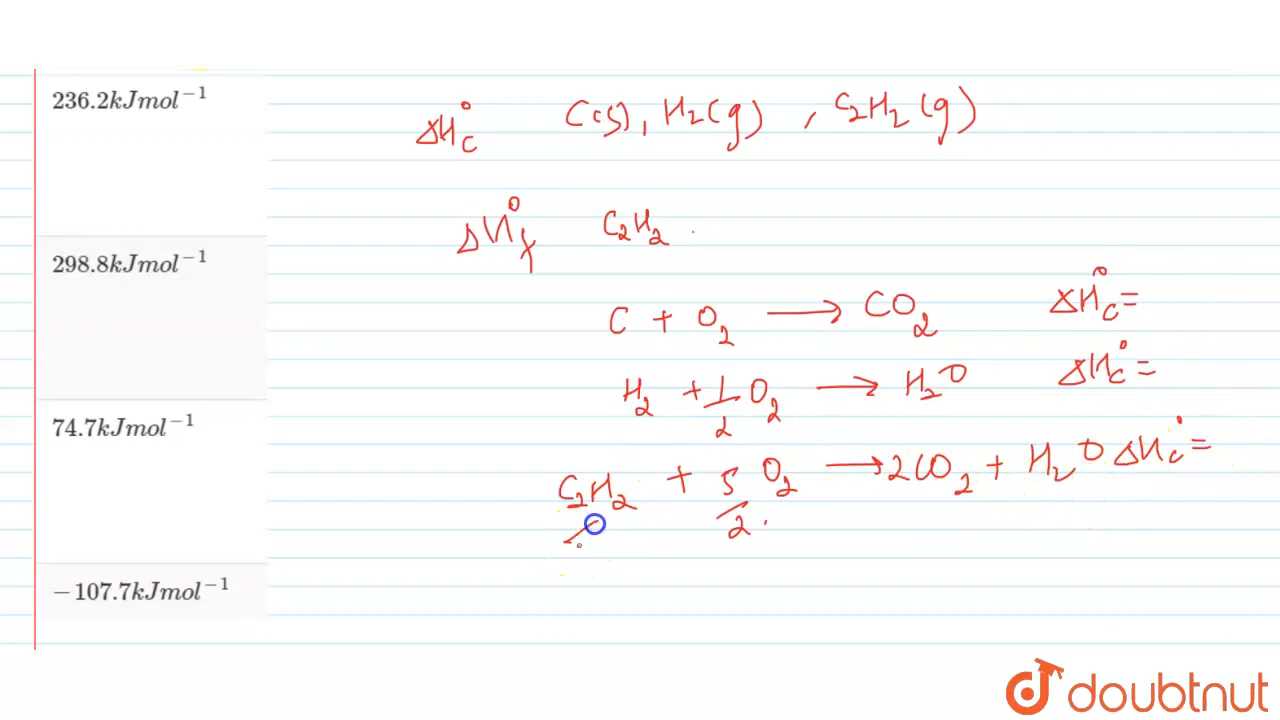 236.2kJmol⁻¹
298.8kJmol⁻¹
74.7kJmol⁻¹
−107.7kJmol⁻¹
ΔH°c C(s), H₂(g), C₂H₂(g)
ΔH°f C₂H₂.
C + O₂ → CO₂ ΔH°c =
H₂ + 1/2 O₂ → H₂O ΔH°c =
C₂H₂ + 5/2 O₂ → 2CO₂ + H₂O ΔH°c =
doubtnut